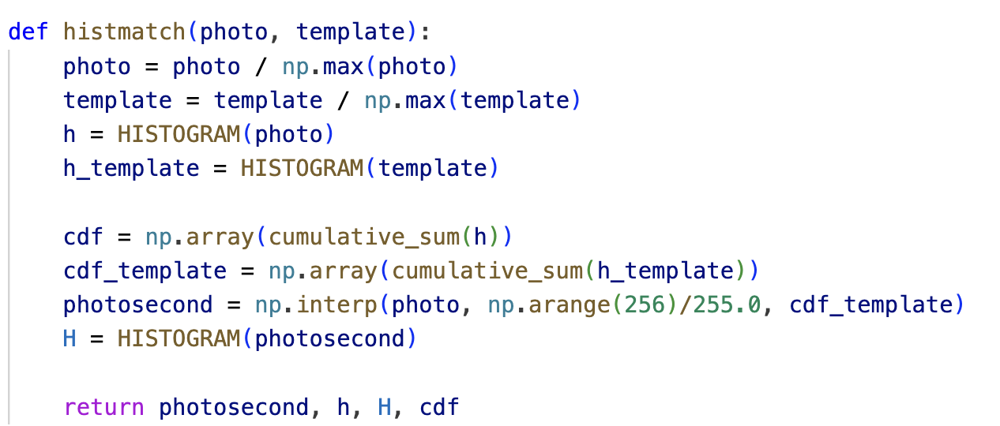 def histmatch(photo, template):
    photo = photo / np.max(photo)
    template = template / np.max(template)
    h = HISTOGRAM(photo)
    h_template = HISTOGRAM(template)

    cdf = np.array(cumulative_sum(h))
    cdf_template = np.array(cumulative_sum(h_template))
    photosecond = np.interp(photo, np.arange(256)/255.0, cdf_template)
    H = HISTOGRAM(photosecond)

    return photosecond, h, H, cdf